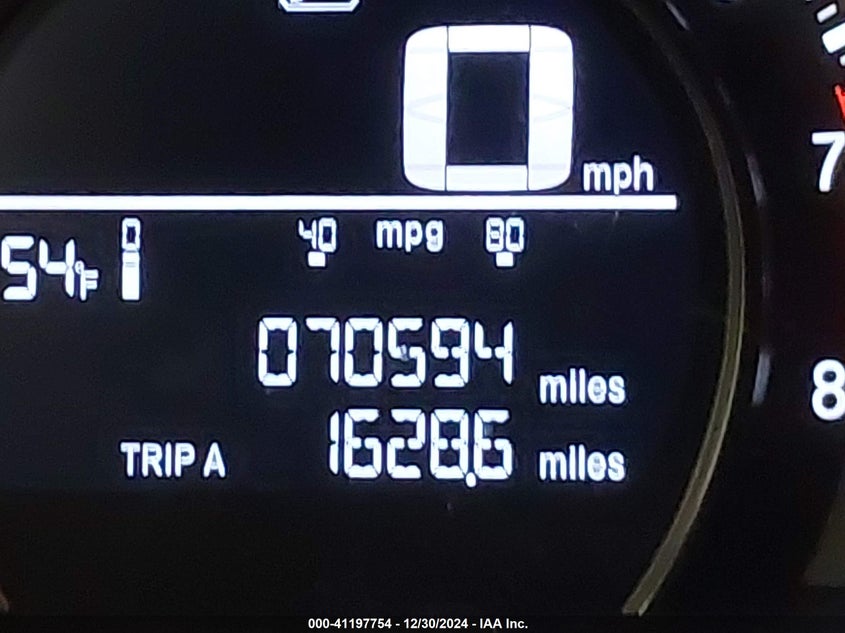 0 mph
7
0 40 mpg 80
54°F
070594 miles
8
TRIP A 1628.6 miles
000-41197754 - 12/30/2024 - IAA Inc.